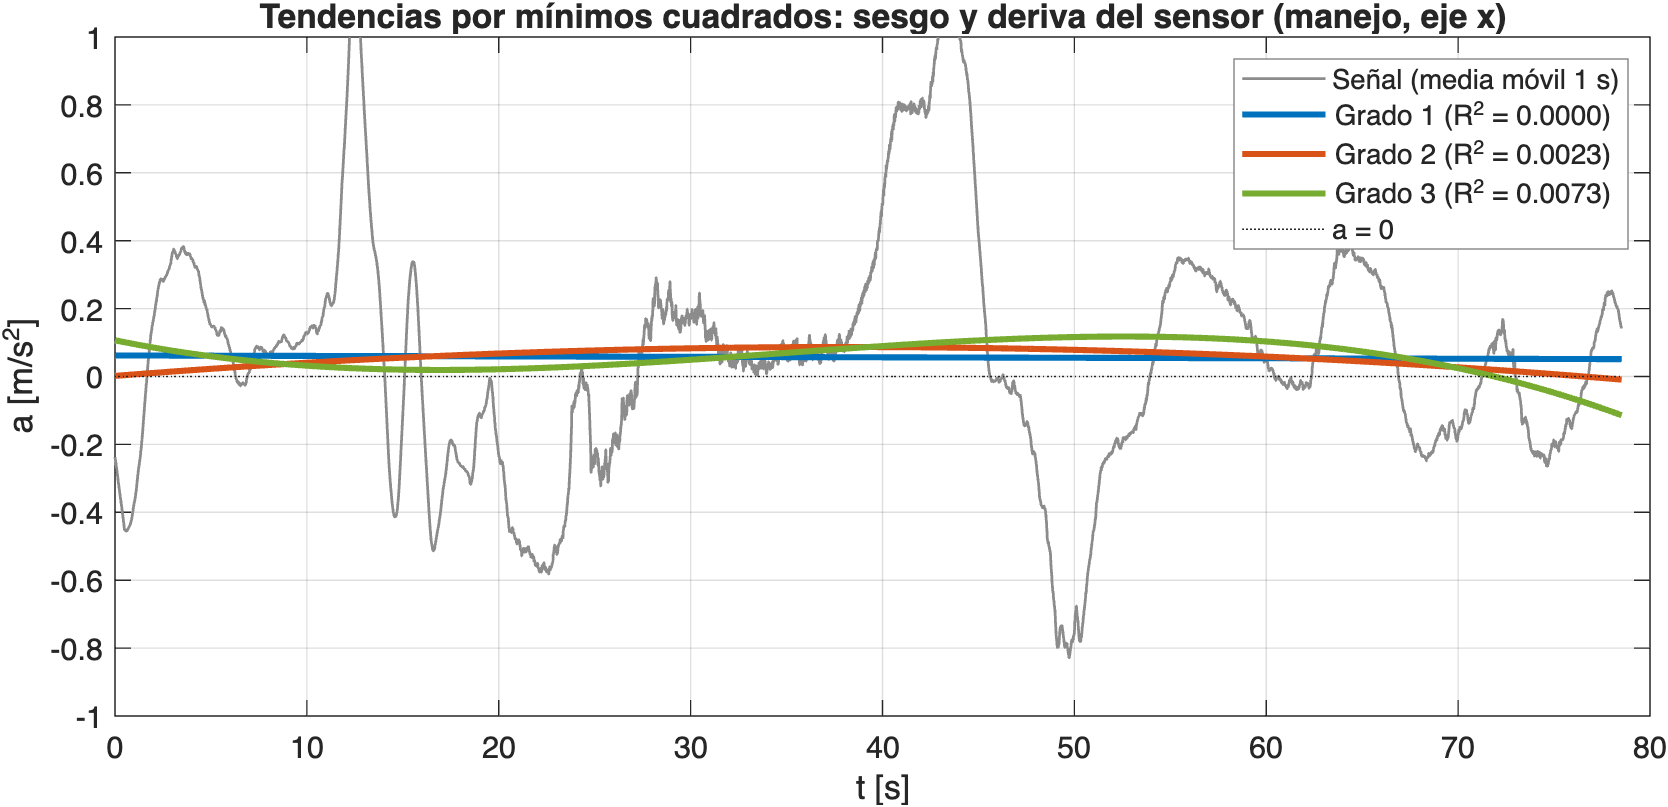 Tendencias por mínimos cuadrados: sesgo y deriva del sensor (manejo, eje x)
Señal (media móvil 1 s)
Grado 1 (R² = 0.0000)
Grado 2 (R² = 0.0023)
Grado 3 (R² = 0.0073)
a = 0
a [m/s²]
1
0.8
0.6
0.4
0.2
0
-0.2
-0.4
-0.6
-0.8
-1
0 10 20 30 40 50 60 70 80
t [s]